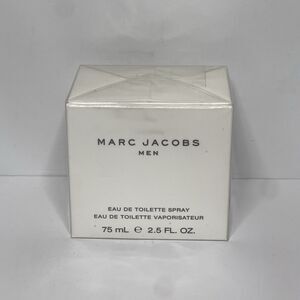 MARC JACOBS
MEN
EAU DE TOILETTE SPRAY
EAU DE TOILETTE VAPORISATEUR
75 mL ℮ 2.5 FL. OZ.